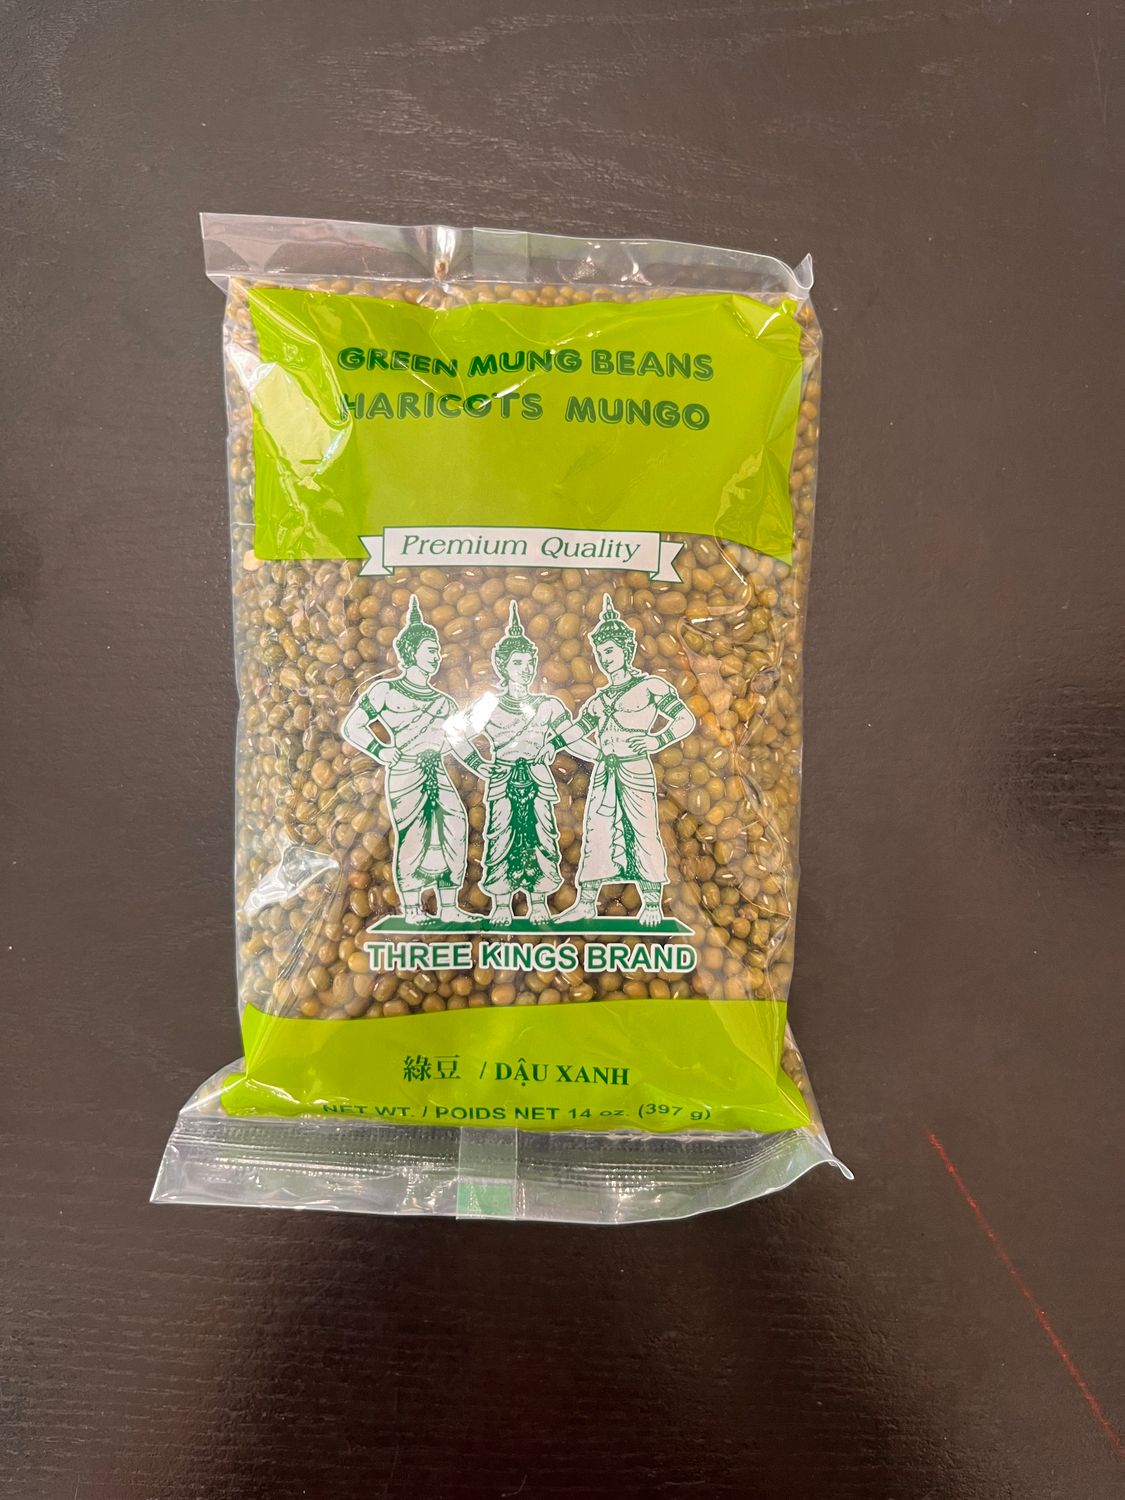 GREEN MUNG BEANS
HARICOTS MUNGO
Premium Quality
THREE KINGS BRAND
綠豆 / DẬU XANH
NET WT. / POIDS NET 14 oz. (397 g)